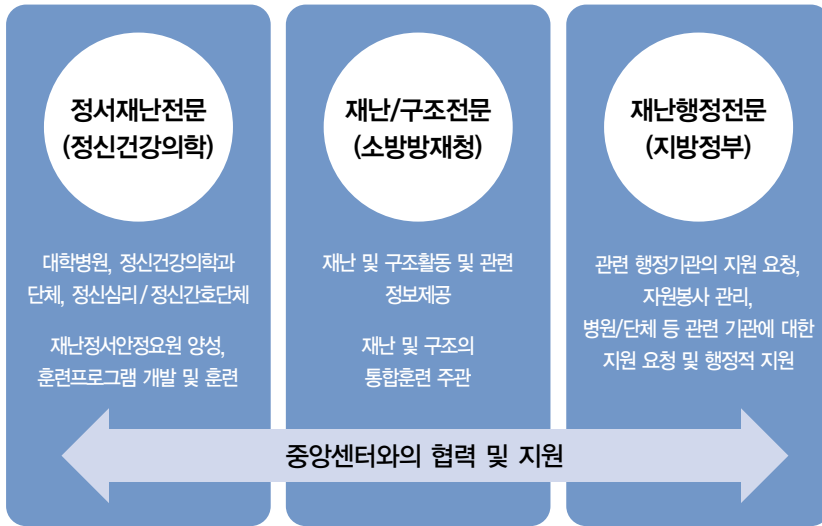 정서재난전문
(정신건강의학)
대학병원, 정신건강의학과
단체, 정신심리/정신간호단체
재난정서안정요원 양성,
훈련프로그램 개발 및 훈련
재난/구조전문
(소방방재청)
재난 및 구조활동 및 관련
정보제공
재난 및 구조의
통합훈련 주관
재난행정전문
(지방정부)
관련 행정기관의 지원 요청,
자원봉사 관리,
병원/단체 등 관련 기관에 대한
지원 요청 및 행정적 지원
중앙센터와의 협력 및 지원